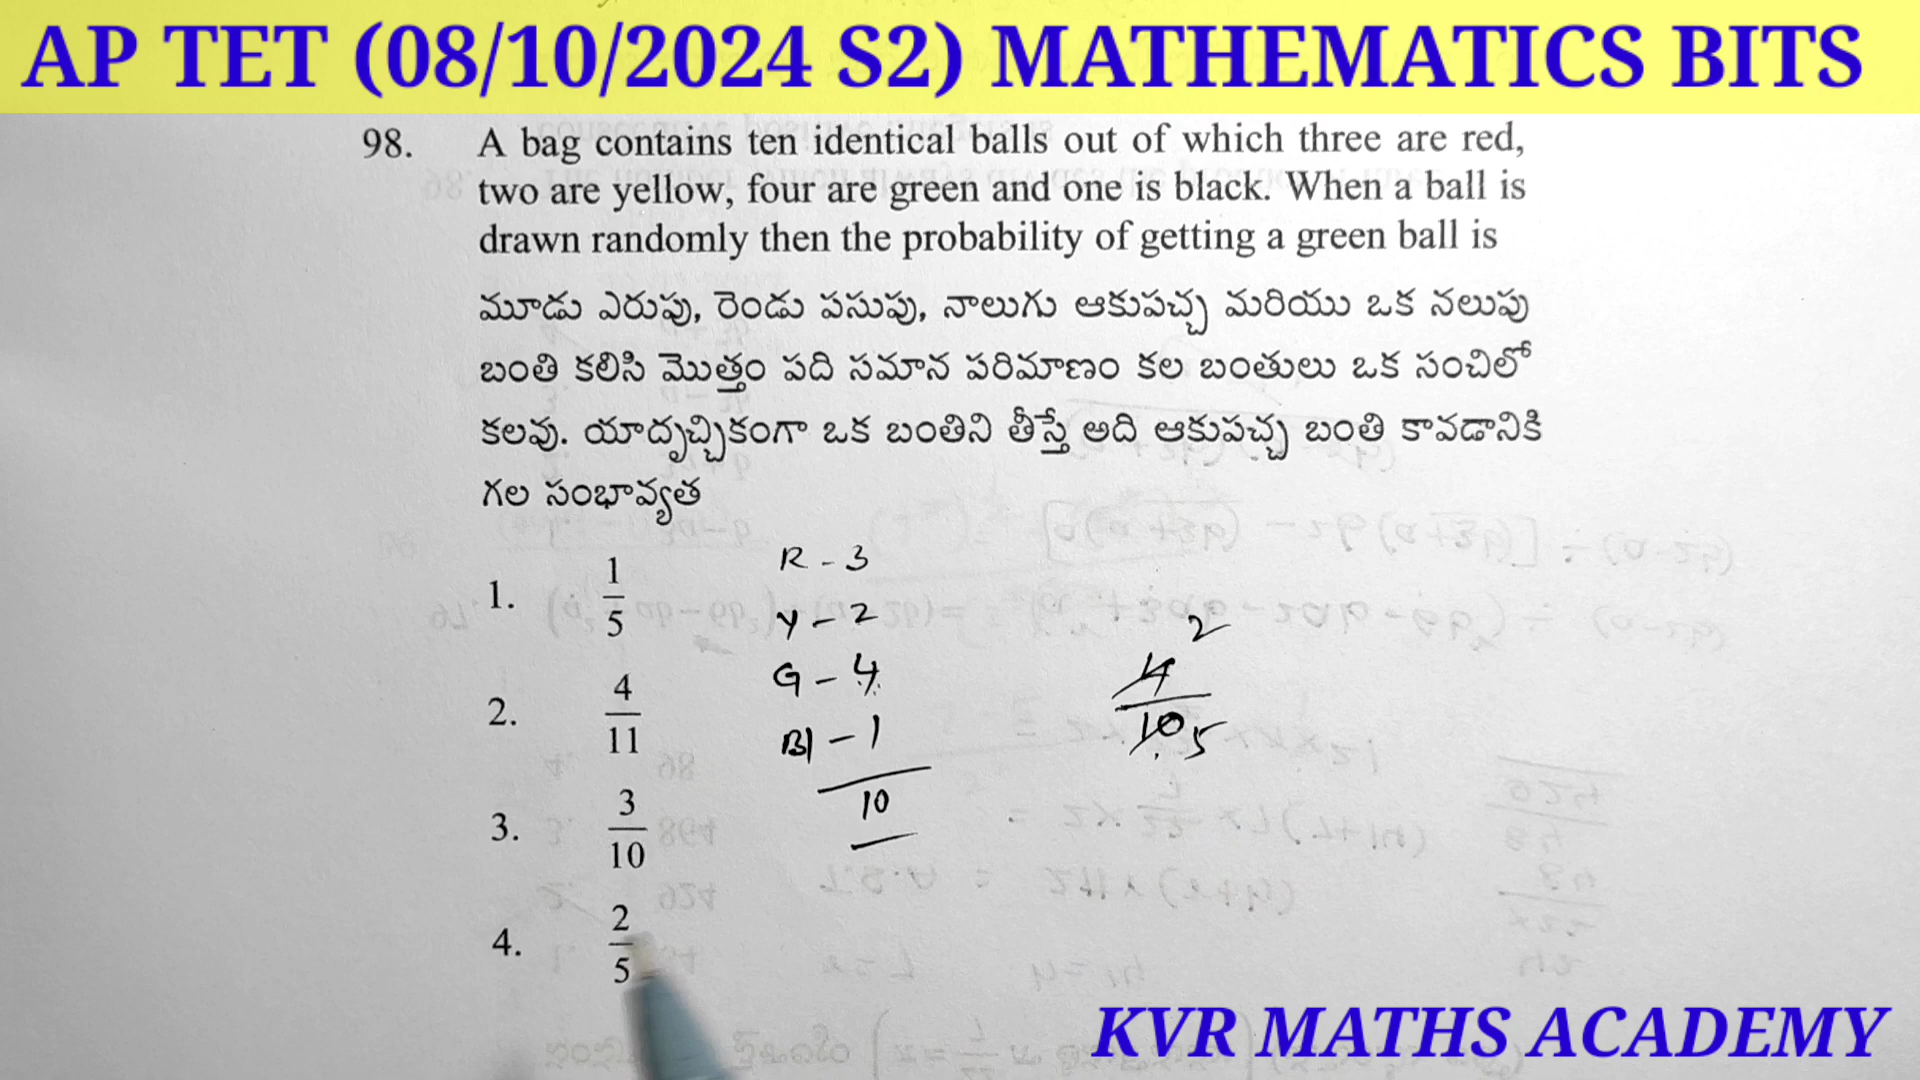 AP TET (08/10/2024 S2) MATHEMATICS BITS
98. A bag contains ten identical balls out of which three are red,
two are yellow, four are green and one is black. When a ball is
drawn randomly then the probability of getting a green ball is
మూడు ఎరుపు, రెండు పసుపు, నాలుగు ఆకుపచ్చ మరియు ఒక నలుపు
బంతి కలిసి మొత్తం పది సమాన పరిమాణం కల బంతులు ఒక సంచిలో
కలవు. యాదృచ్ఛికంగా ఒక బంతిని తీస్తే అది ఆకుపచ్చ బంతి కావడానికి
గల సంభావ్యత
1. 1/5
2. 4/11
3. 3/10
4. 2/5
R - 3
Y - 2
G - 4
Bl - 1
10
2
4
10 5
KVR MATHS ACADEMY